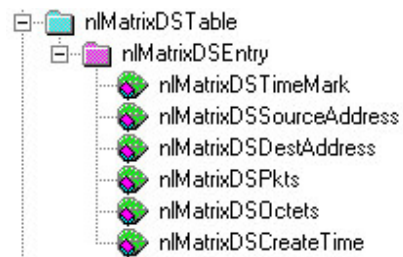 nlMatrixDSTable
nlMatrixDSEntry
nlMatrixDSTimeMark
nlMatrixDSSourceAddress
nlMatrixDSDestAddress
nlMatrixDSPkts
nlMatrixDSOctets
nlMatrixDSCreateTime